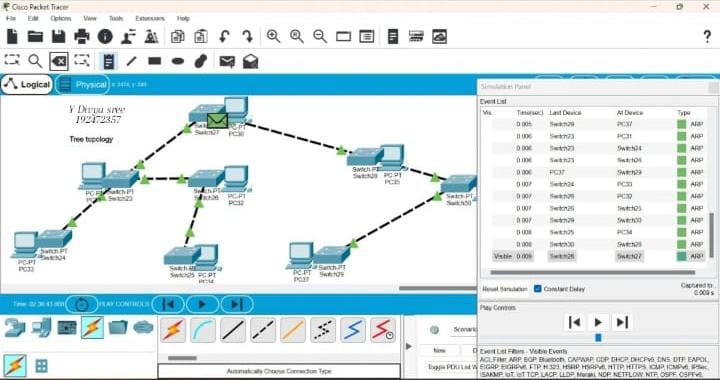 Cisco Packet Tracer
File Edit Options View Tools Extensions Help
Logical
Physical
Simulation Panel
Event List
Vis. Time(sec) Last Device At Device Type
0.005 Switch29 PC37 ARP
0.006 Switch23 PC31 ARP
0.006 Switch23 Switch24 ARP
0.006 Switch23 Switch26 ARP
0.006 PC37 Switch29 ARP
0.007 Switch24 PC33 ARP
0.007 Switch26 PC32 ARP
0.007 Switch26 Switch25 ARP
0.007 Switch29 Switch30 ARP
0.008 Switch25 PC34 ARP
0.008 Switch30 Switch28 ARP
Visible 0.009 Switch28 Switch27 ARP
Reset Simulation
Constant Delay
Captured to:
0.009 s
Play Controls
Event List Filters - Visible Events
ACL Filter, ARP, BGP, Bluetooth, CAPWAP, CDP, DHCP, DHCPv6, DNS, DTP, EAPOL,
EIGRP, EIGRPv6, FTP, H.323, HSRP, HSRPv6, HTTP, HTTPS, ICMP, ICMPv6, IPSec,
ISAKMP, IoT, IoT TCP, LACP, LLDP, Meraki, NDP, NETFLOW, NTP, OSPF, OSPFv6,
Y Divya sree
192472357
Tree topology
Switch27
PC-PT
PC30
Switch-PT
Switch28
PC-PT
PC35
Switch-PT
Switch30
PC-PT
Switch-PT
Switch23
Switch-PT
Switch26
PC-PT
PC32
PC-PT
PC33
Switch-PT
Switch24
Switch-PT
Switch25
PC-PT
PC34
PC-PT
PC37
Switch-PT
Switch29
Time: 02:36:43.000
PLAY CONTROLS:
Scenario
New
Toggle PDU List W
Automatically Choose Connection Type